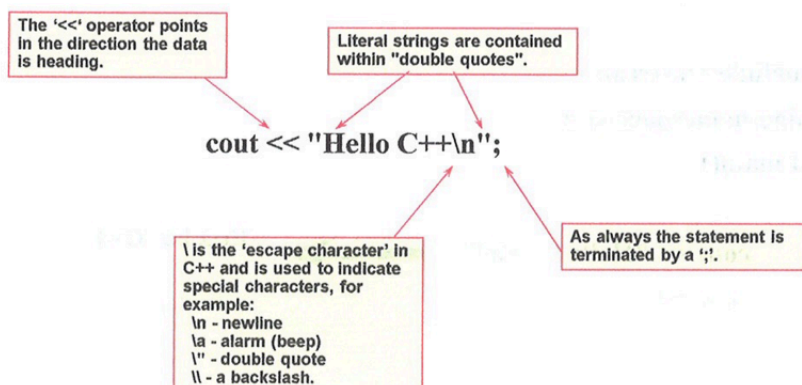 The '<<' operator points
in the direction the data
is heading.
Literal strings are contained
within "double quotes".
cout << "Hello C++\n";
\ is the 'escape character' in
C++ and is used to indicate
special characters, for
example:
\n - newline
\a - alarm (beep)
\" - double quote
\\ - a backslash.
As always the statement is
terminated by a ';'.